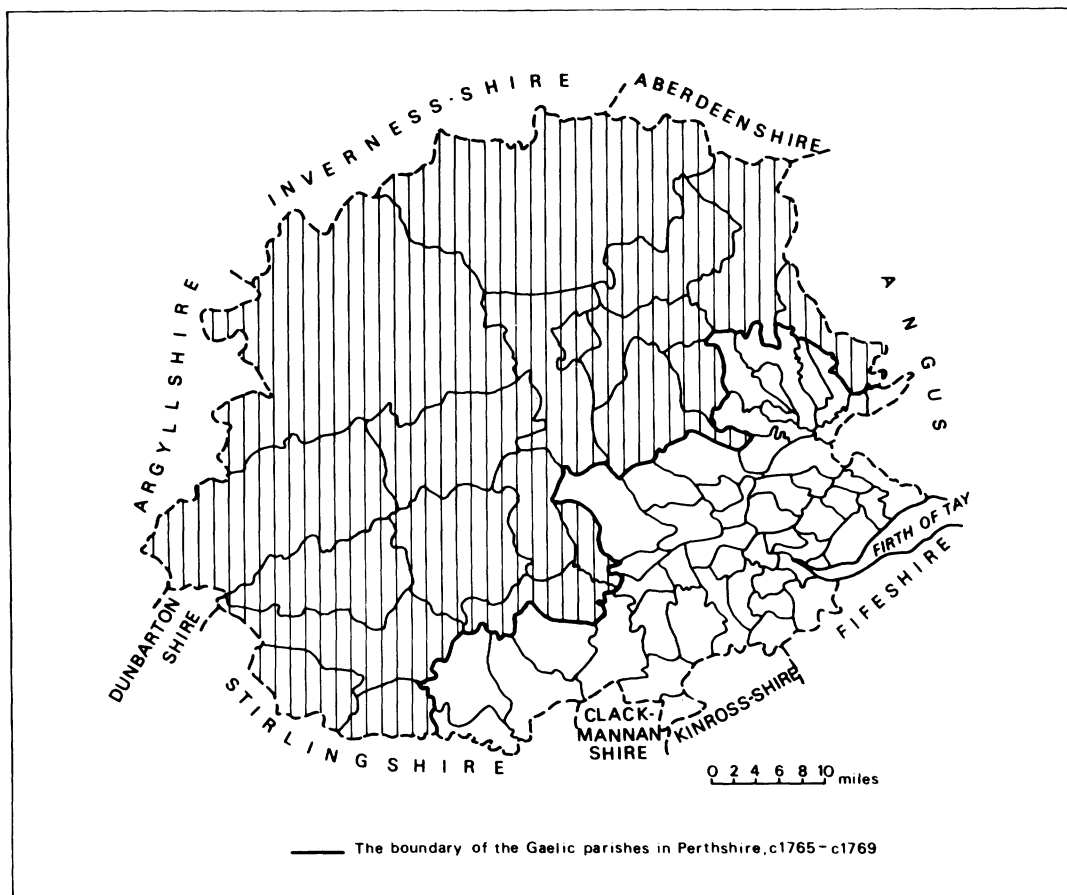 INVERNESS-SHIRE
ABERDEENSHIRE
ARGYLLSHIRE
ANGUS
FIRTH OF TAY
FIFESHIRE
DUNBARTON
SHIRE
STIRLINGSHIRE
CLACK-
MANNAN
SHIRE
KINROSS-SHIRE
0 2 4 6 8 10 miles
The boundary of the Gaelic parishes in Perthshire, c1765–c1769